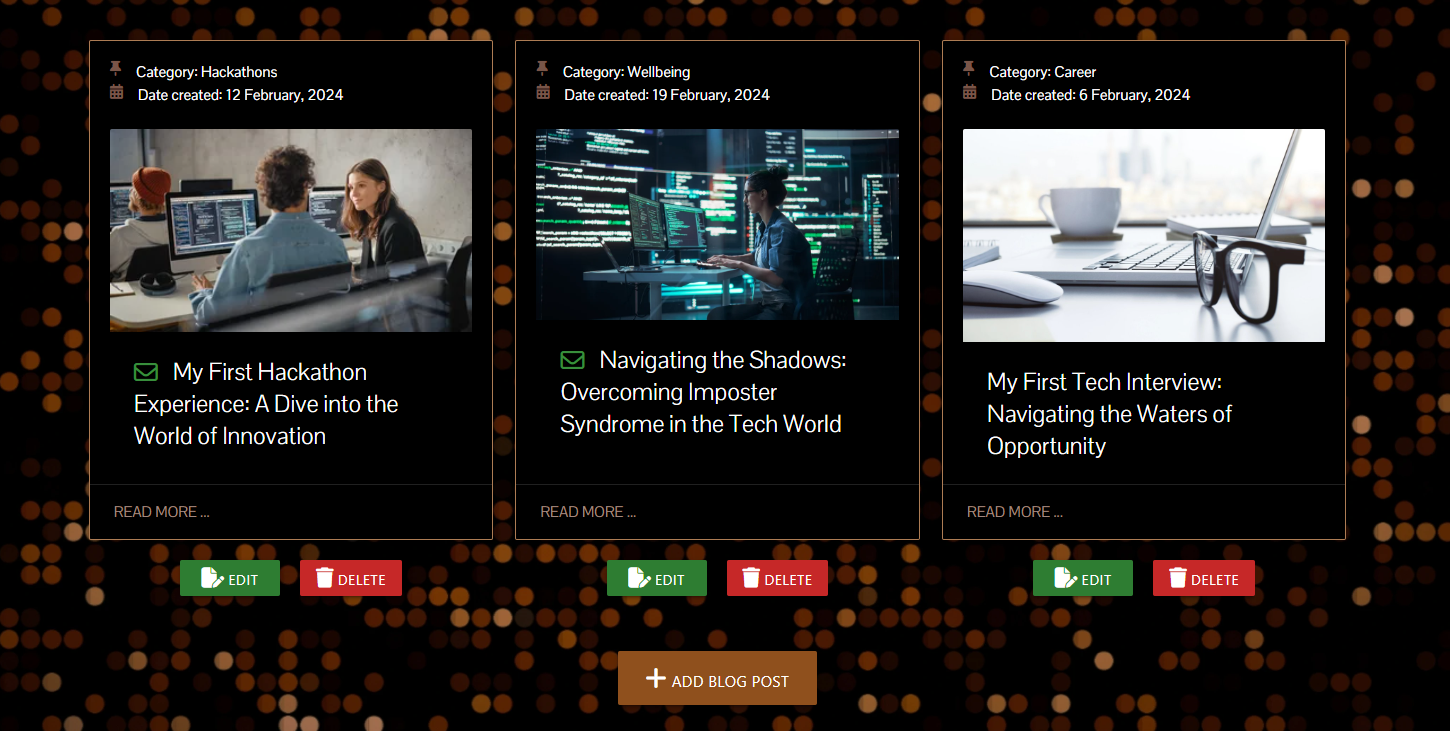 Category: Hackathons
Date created: 12 February, 2024
My First Hackathon
Experience: A Dive into the
World of Innovation
READ MORE ...
EDIT
DELETE
Category: Wellbeing
Date created: 19 February, 2024
Navigating the Shadows:
Overcoming Imposter
Syndrome in the Tech World
READ MORE ...
EDIT
DELETE
Category: Career
Date created: 6 February, 2024
My First Tech Interview:
Navigating the Waters of
Opportunity
READ MORE ...
EDIT
DELETE
ADD BLOG POST